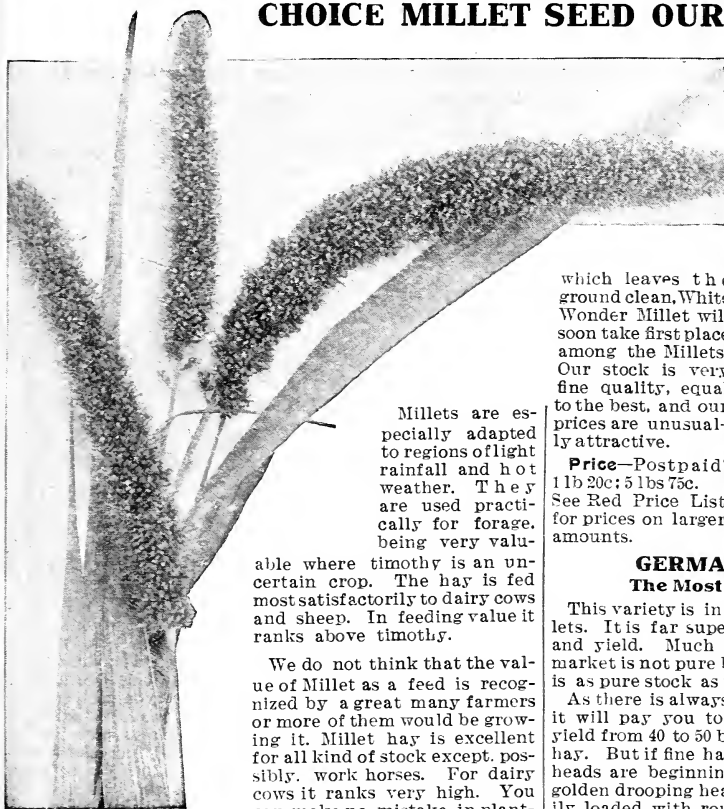 CHOICE MILLET SEED OUR
Millets are es-
pecially adapted
to regions of light
rainfall and hot
weather. They
are used practi-
cally for forage,
being very valu-
able where timothy is an un-
certain crop. The hay is fed
most satisfactorily to dairy cows
and sheep. In feeding value it
ranks above timothy.
We do not think that the val-
ue of Millet as a feed is recog-
nized by a great many farmers
or more of them would be grow-
ing it. Millet hay is excellent
for all kind of stock except, pos-
sibly, work horses. For dairy
cows it ranks very high. You
can make no mistake in plant-
which leaves the
ground clean, White
Wonder Millet wil
soon take first place
among the Millets
Our stock is very
fine quality, equa
to the best, and our
prices are unusual-
ly attractive.
Price—Postpaid
1 lb 20c; 5 lbs 75c.
See Red Price List
for prices on larger
amounts.
GERMA
The Most
This variety is in
lets. It is far supe
and yield. Much
market is not pure
is as pure stock as
As there is always
it will pay you to
yield from 40 to 50 b
hay. But if fine ha
heads are beginnin
golden drooping hea
ily loaded with